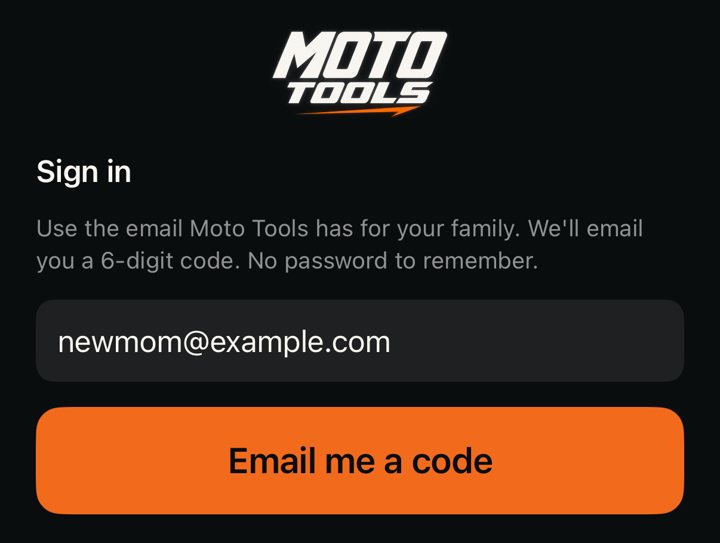 MOTO
TOOLS
Sign in
Use the email Moto Tools has for your family. We'll email
you a 6-digit code. No password to remember.
newmom@example.com
Email me a code